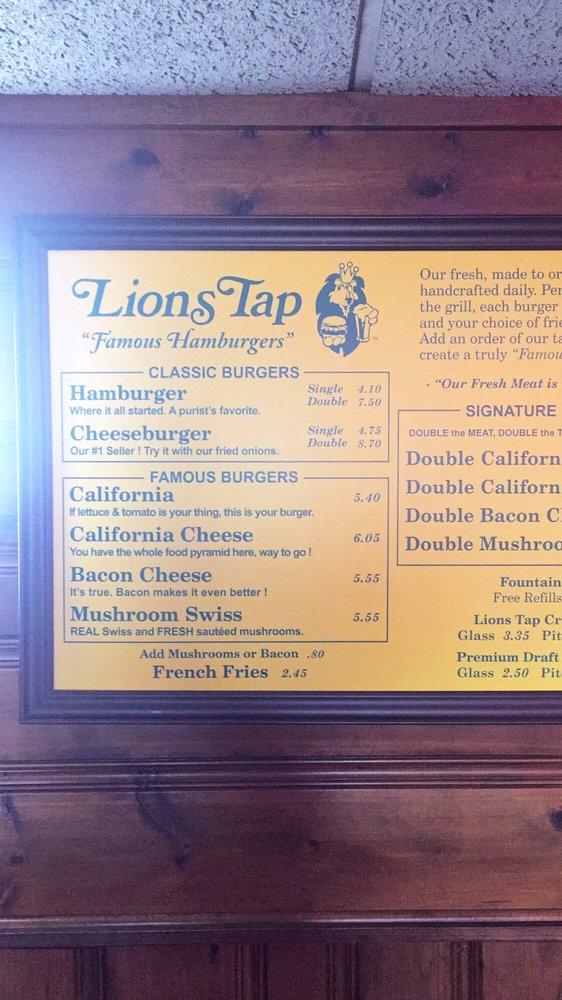 Lions Tap
"Famous Hamburgers"
CLASSIC BURGERS
Hamburger Single 4.10
Double 7.50
Where it all started. A purist's favorite.
Cheeseburger Single 4.75
Double 8.70
Our #1 Seller ! Try it with our fried onions.
FAMOUS BURGERS
California 5.40
If lettuce & tomato is your thing, this is your burger.
California Cheese 6.05
You have the whole food pyramid here, way to go !
Bacon Cheese 5.55
It's true. Bacon makes it even better !
Mushroom Swiss 5.55
REAL Swiss and FRESH sautéed mushrooms.
Add Mushrooms or Bacon .80
French Fries 2.45
Our fresh, made to or
handcrafted daily. Per
the grill, each burger
and your choice of frie
Add an order of our ta
create a truly "Famou
- "Our Fresh Meat is
SIGNATURE
DOUBLE the MEAT, DOUBLE the T
Double Californ
Double Californ
Double Bacon C
Double Mushroo
Fountain
Free Refills
Lions Tap Cr
Glass 3.35 Pit
Premium Draft
Glass 2.50 Pit